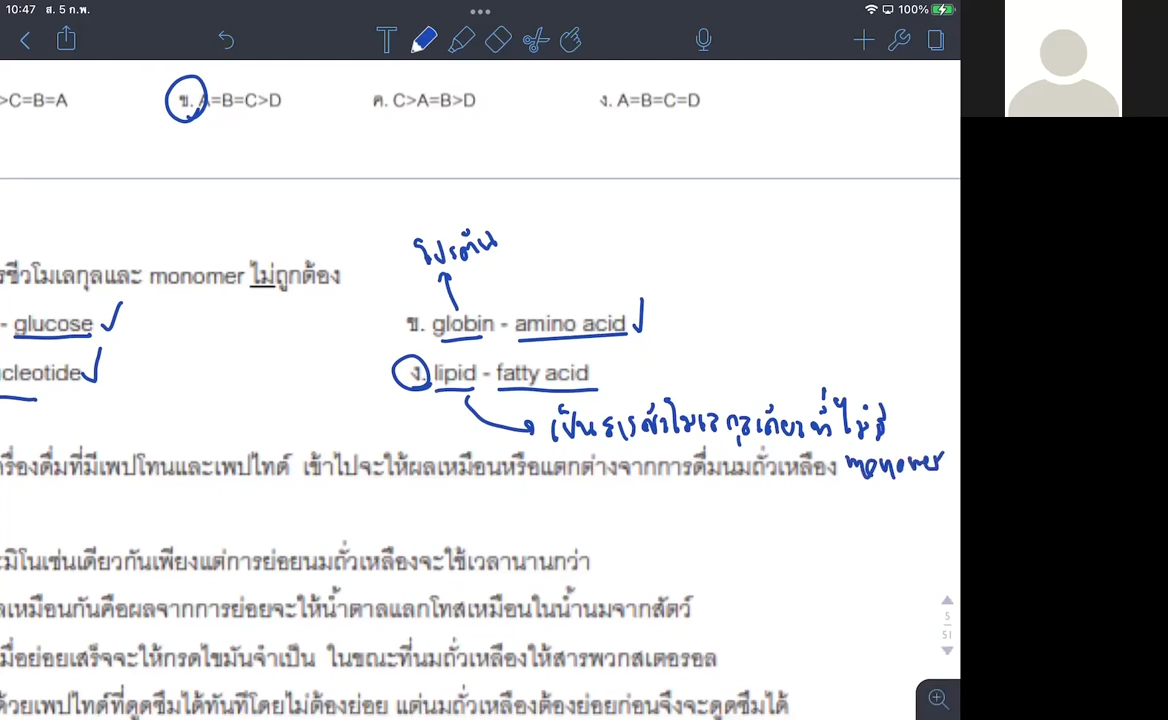 10:47 ส. 5 ก.พ.
100%
>C=B=A
ข. A=B=C>D
ค. C>A=B>D
ง. A=B=C=D
โปรตีน
รชีวโมเลกุลและ monomer ไม่ถูกต้อง
- glucose ✓
ข. globin - amino acid ✓
cleotide ✓
ง. lipid - fatty acid
เป็นสารชีวโมเลกุลเดียวที่ไม่มี
monomer
ครื่องดื่มที่มีเพปโทนและเพปไทด์ เข้าไปจะให้ผลเหมือนหรือแตกต่างจากการดื่มนมถั่วเหลือง
ะมิโนเช่นเดียวกันเพียงแต่การย่อยนมถั่วเหลืองจะใช้เวลานานกว่า
ลเหมือนกันคือผลจากการย่อยจะให้น้ำตาลแลกโทสเหมือนในน้ำนมจากสัตว์
มื่อย่อยเสร็จจะให้กรดไขมันจำเป็น ในขณะที่นมถั่วเหลืองให้สารพวกสเตอรอล
ด้วยเพปไทด์ที่ดูดซึมได้ทันทีโดยไม่ต้องย่อย แต่นมถั่วเหลืองต้องย่อยก่อนจึงจะดูดซึมได้
5
51